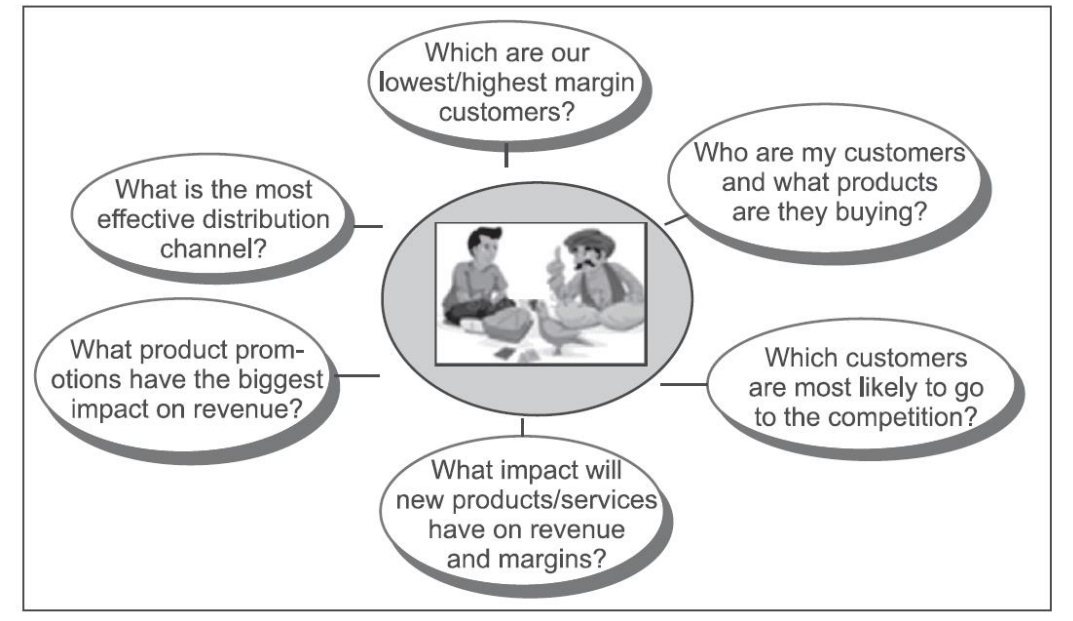 Which are our
lowest/highest margin
customers?
Who are my customers
and what products
are they buying?
What is the most
effective distribution
channel?
What product prom-
otions have the biggest
impact on revenue?
Which customers
are most likely to go
to the competition?
What impact will
new products/services
have on revenue
and margins?